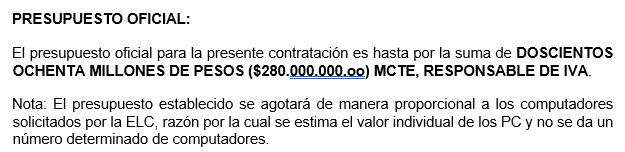 PRESUPUESTO OFICIAL:
El presupuesto oficial para la presente contratación es hasta por la suma de DOSCIENTOS
OCHENTA MILLONES DE PESOS ($280.000.000.oo) MCTE, RESPONSABLE DE IVA.
Nota: El presupuesto establecido se agotará de manera proporcional a los computadores
solicitados por la ELC, razón por la cual se estima el valor individual de los PC y no se da un
número determinado de computadores.